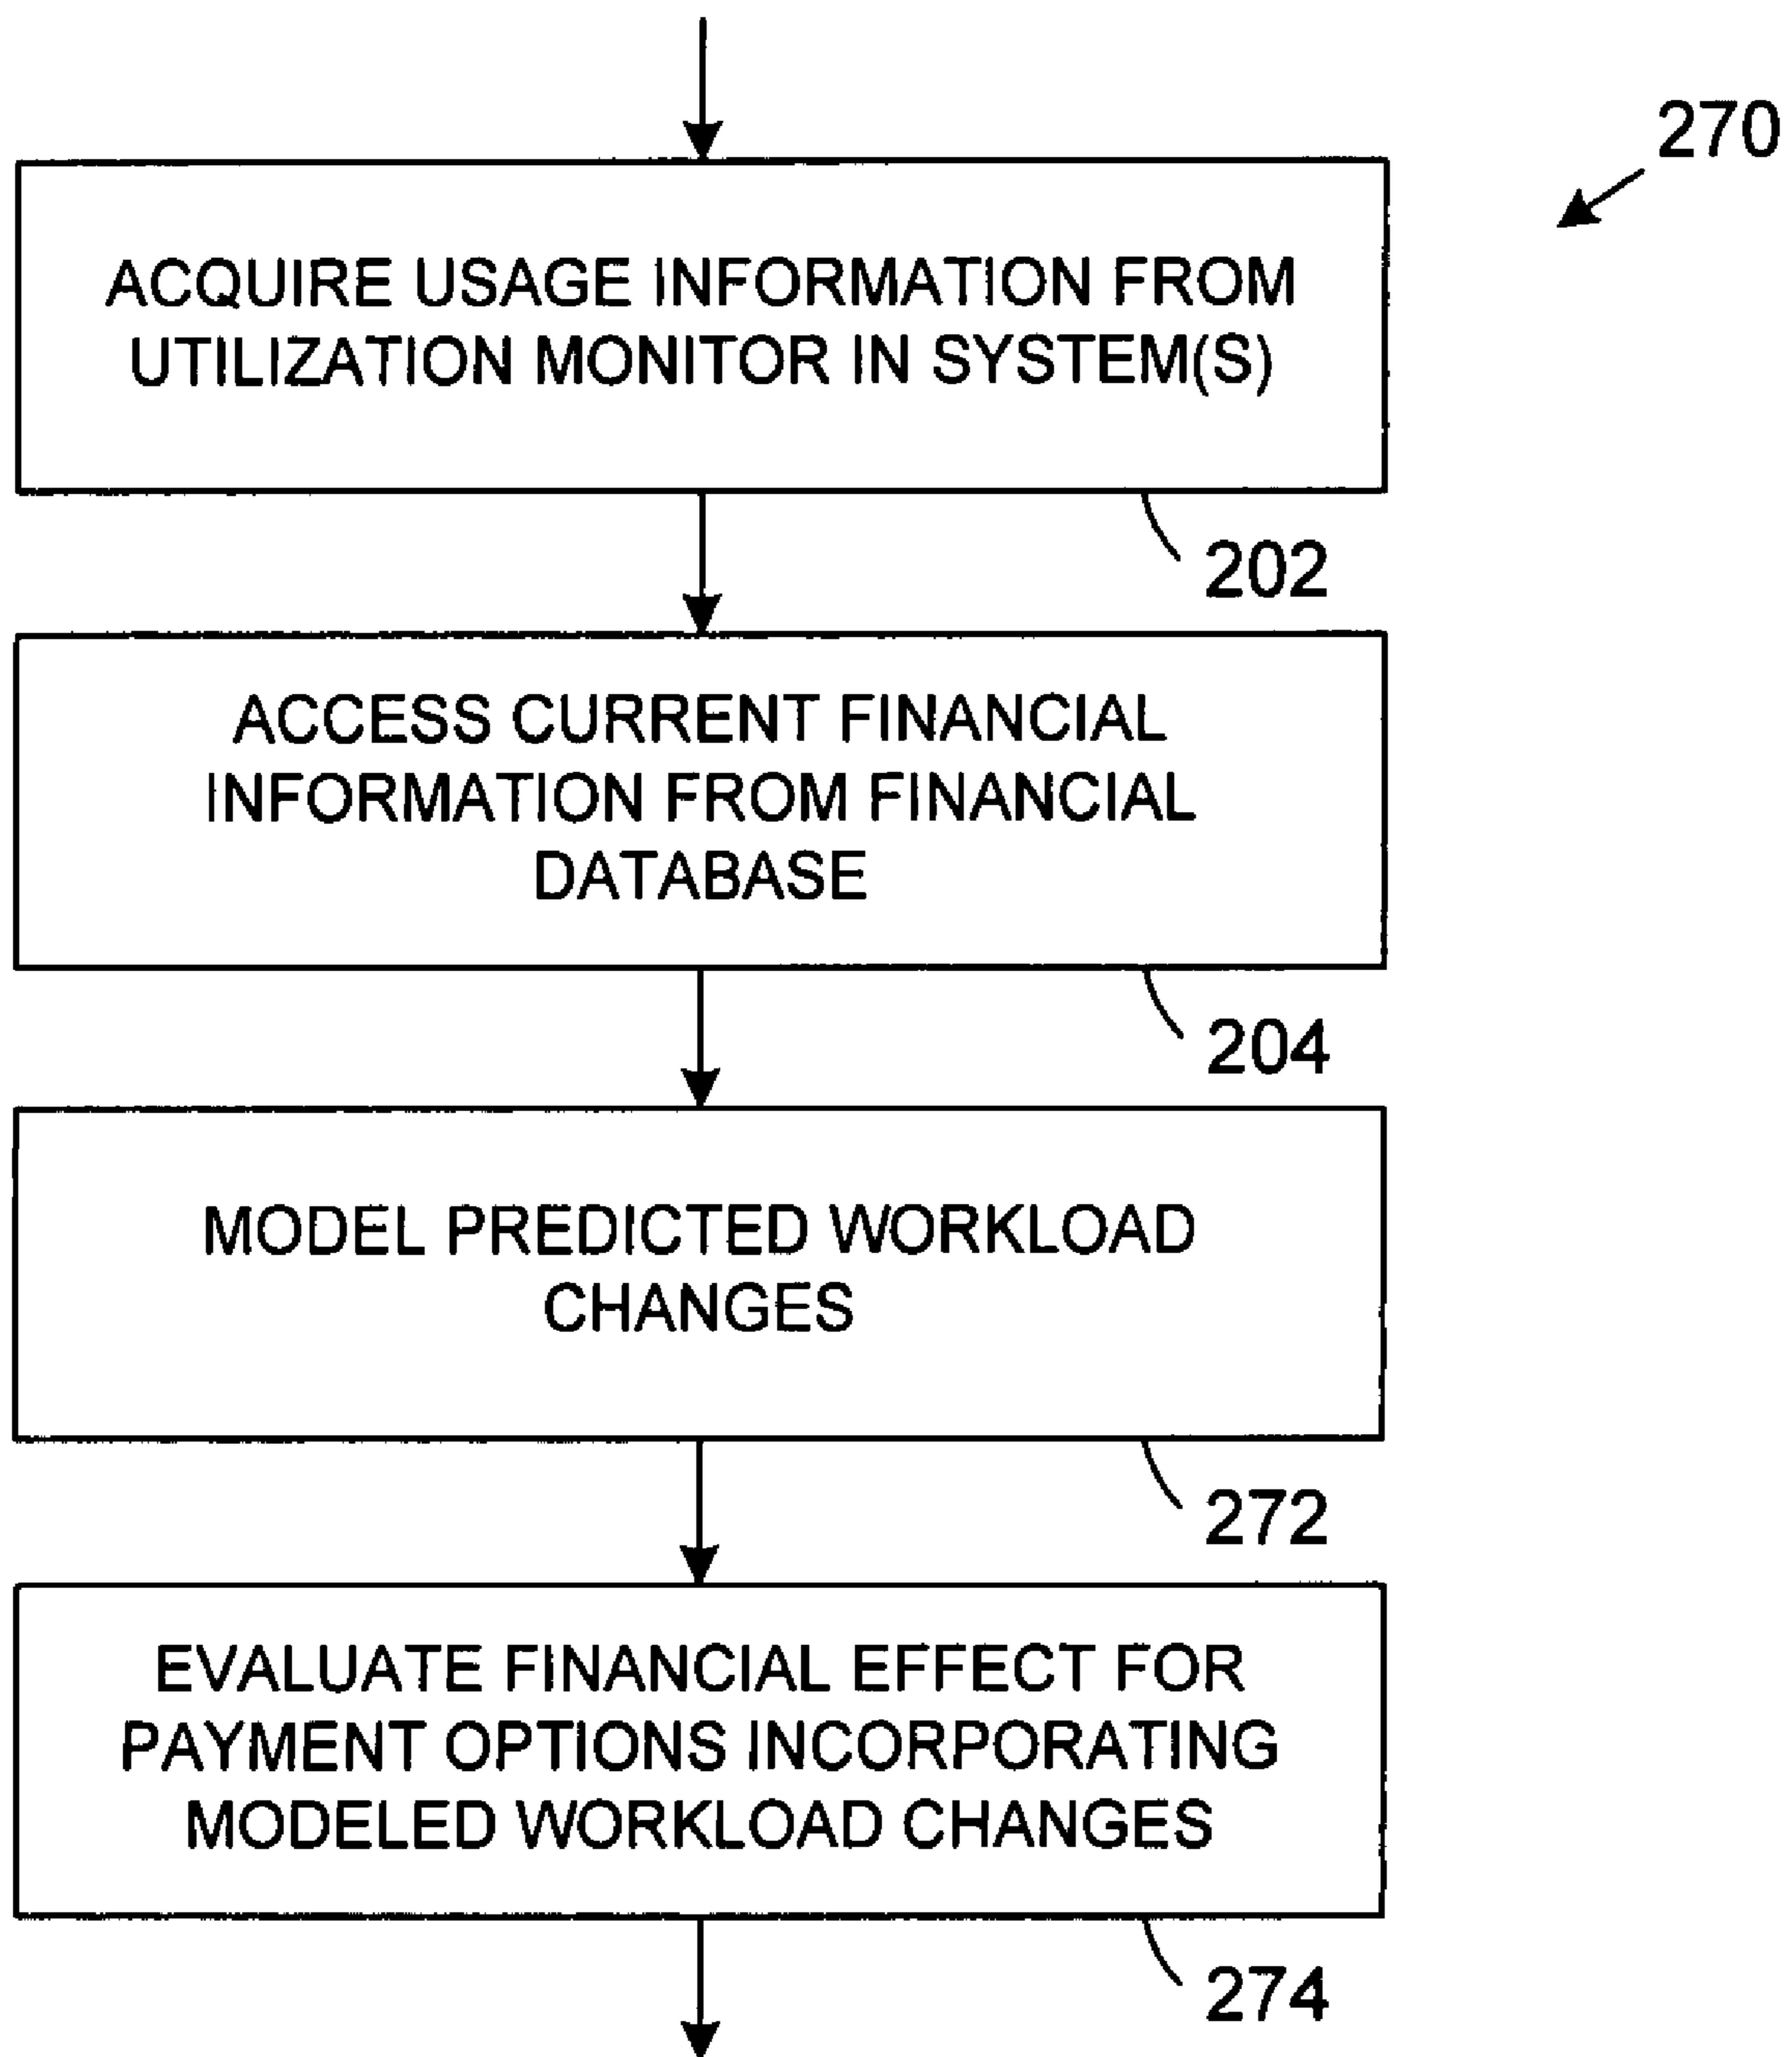 270
ACQUIRE USAGE INFORMATION FROM
UTILIZATION MONITOR IN SYSTEM(S)
202
ACCESS CURRENT FINANCIAL
INFORMATION FROM FINANCIAL
DATABASE
204
MODEL PREDICTED WORKLOAD
CHANGES
272
EVALUATE FINANCIAL EFFECT FOR
PAYMENT OPTIONS INCORPORATING
MODELED WORKLOAD CHANGES
274